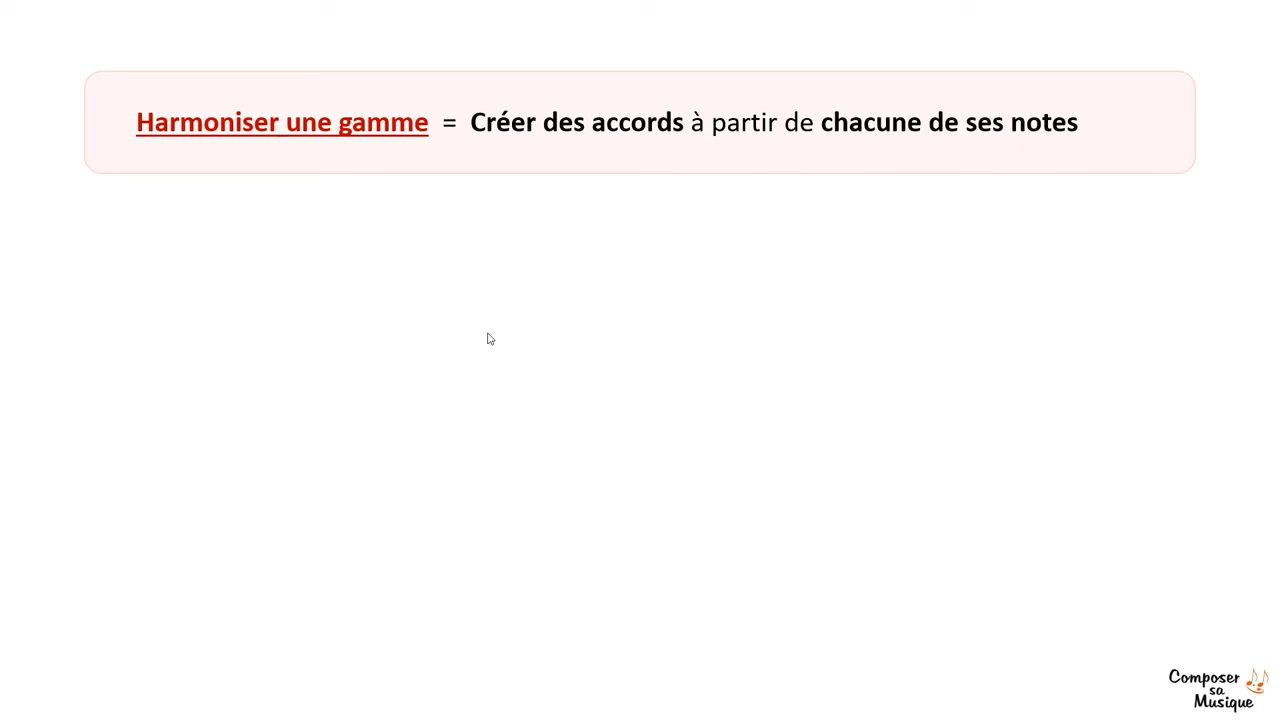 Harmoniser une gamme = Créer des accords à partir de chacune de ses notes
Composer
sa
Musique